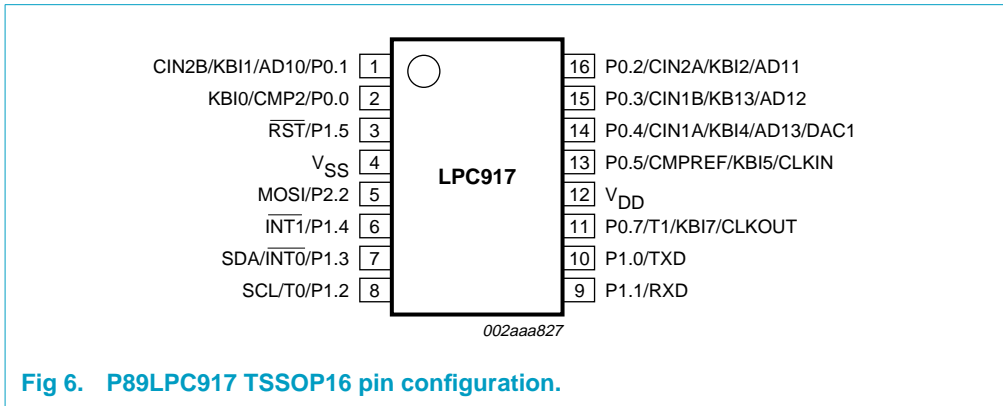 CIN2B/KBI1/AD10/P0.1 1
KBI0/CMP2/P0.0 2
RST/P1.5 3
VSS 4
MOSI/P2.2 5
INT1/P1.4 6
SDA/INT0/P1.3 7
SCL/T0/P1.2 8
LPC917
16 P0.2/CIN2A/KBI2/AD11
15 P0.3/CIN1B/KB13/AD12
14 P0.4/CIN1A/KBI4/AD13/DAC1
13 P0.5/CMPREF/KBI5/CLKIN
12 VDD
11 P0.7/T1/KBI7/CLKOUT
10 P1.0/TXD
9 P1.1/RXD
002aaa827
Fig 6. P89LPC917 TSSOP16 pin configuration.